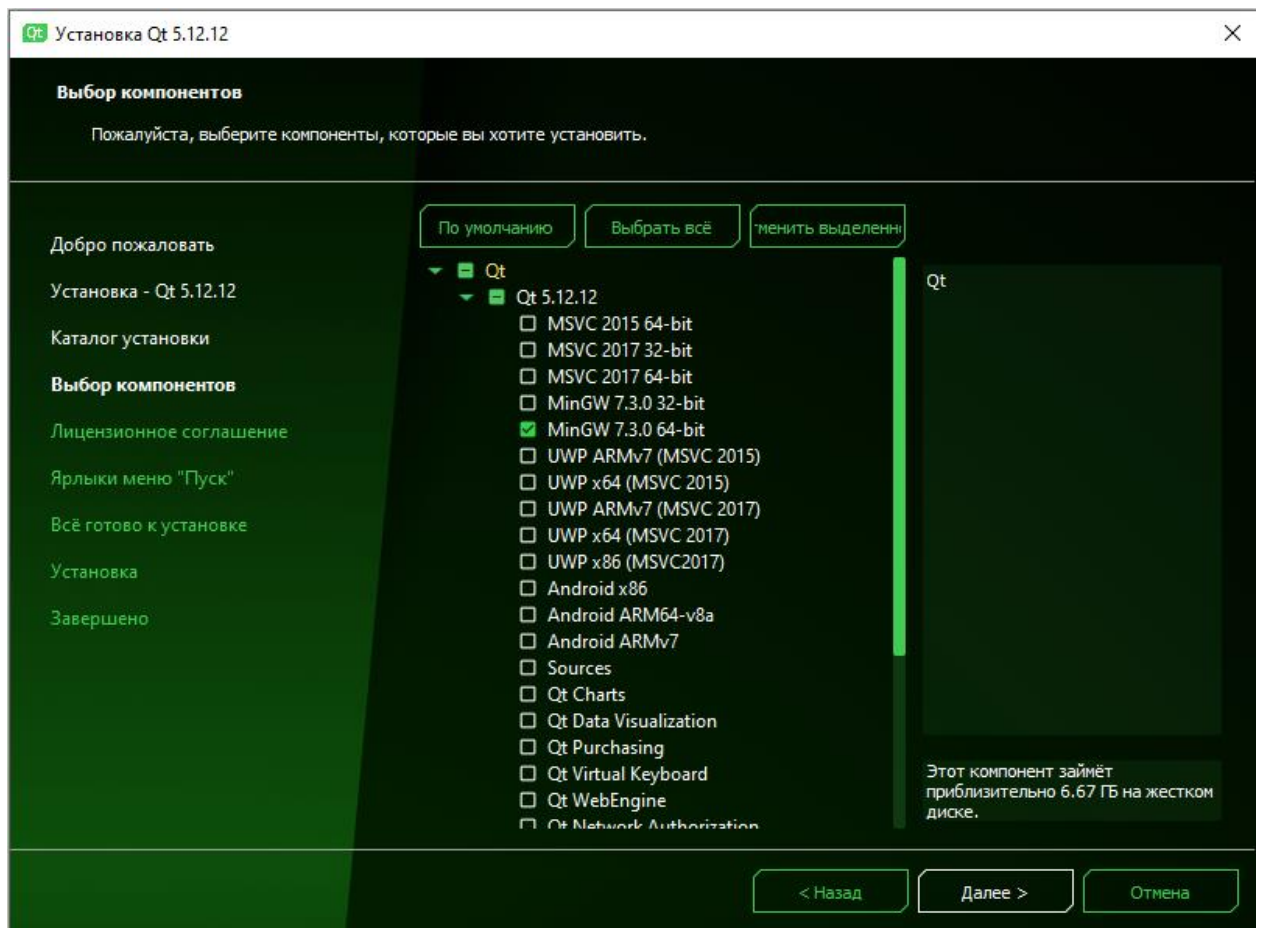 Qt Установка Qt 5.12.12
Выбор компонентов
Пожалуйста, выберите компоненты, которые вы хотите установить.
Добро пожаловать
Установка - Qt 5.12.12
Каталог установки
Выбор компонентов
Лицензионное соглашение
Ярлыки меню "Пуск"
Всё готово к установке
Установка
Завершено
По умолчанию
Выбрать всё
менить выделенн
Qt
Qt 5.12.12
MSVC 2015 64-bit
MSVC 2017 32-bit
MSVC 2017 64-bit
MinGW 7.3.0 32-bit
MinGW 7.3.0 64-bit
UWP ARMv7 (MSVC 2015)
UWP x64 (MSVC 2015)
UWP ARMv7 (MSVC 2017)
UWP x64 (MSVC 2017)
UWP x86 (MSVC2017)
Android x86
Android ARM64-v8a
Android ARMv7
Sources
Qt Charts
Qt Data Visualization
Qt Purchasing
Qt Virtual Keyboard
Qt WebEngine
Qt Network Authorization
Qt
Этот компонент займёт
приблизительно 6.67 ГБ на жестком
диске.
< Назад
Далее >
Отмена